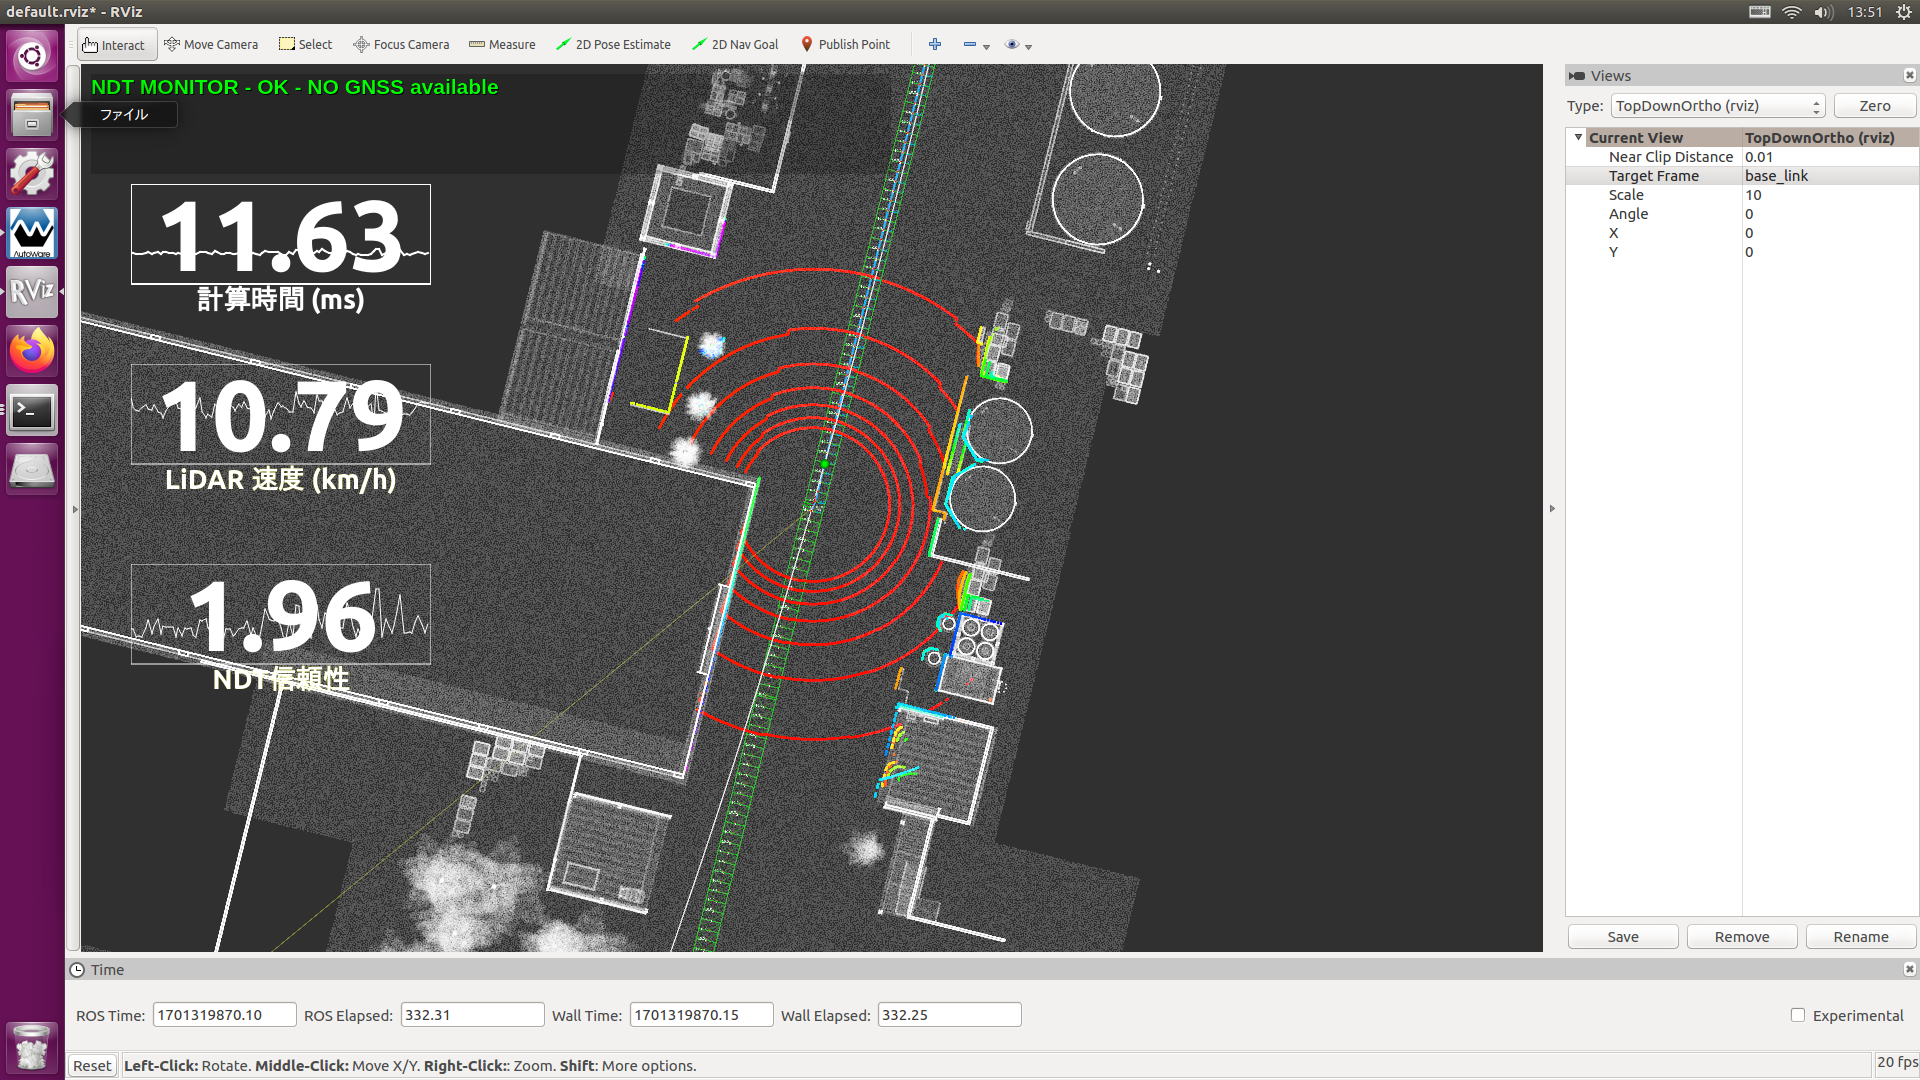 default.rviz* - RViz
13:51
Interact
Move Camera
Select
Focus Camera
Measure
2D Pose Estimate
2D Nav Goal
Publish Point
NDT MONITOR - OK - NO GNSS available
ファイル
AutoWare
RViz
11.63
計算時間 (ms)
10.79
LiDAR 速度 (km/h)
1.96
NDT信頼性
Views
Type: TopDownOrtho (rviz) Zero
Current View TopDownOrtho (rviz)
Near Clip Distance 0.01
Target Frame base_link
Scale 10
Angle 0
X 0
Y 0
Save Remove Rename
Time
ROS Time: 1701319870.10 ROS Elapsed: 332.31 Wall Time: 1701319870.15 Wall Elapsed: 332.25 Experimental
Reset Left-Click: Rotate. Middle-Click: Move X/Y. Right-Click:: Zoom. Shift: More options. 20 fps